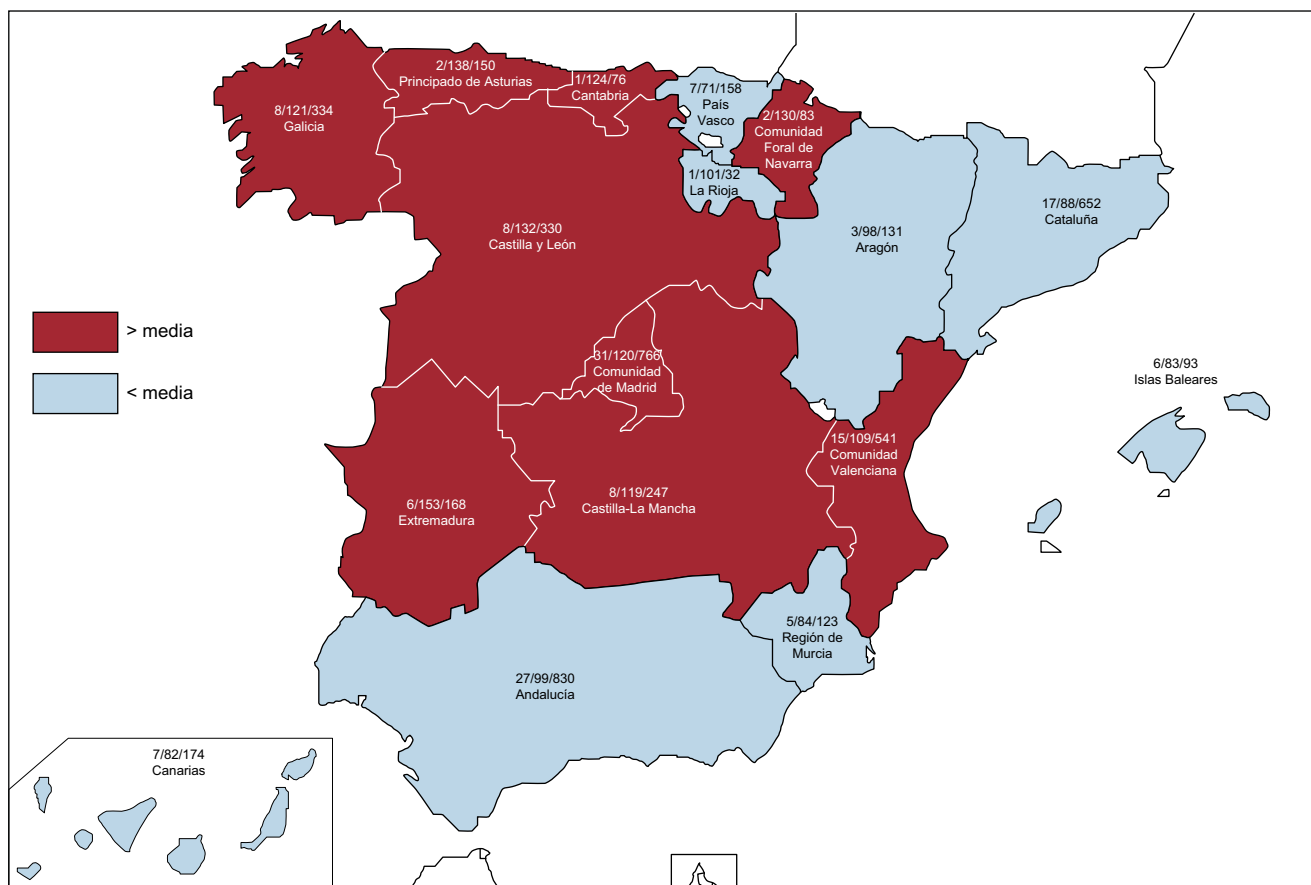 2/138/150
Principado de Asturias
1/124/76
Cantabria
7/71/158
País
Vasco
8/121/334
Galicia
2/130/83
Comunidad
Foral de
Navarra
1/101/32
La Rioja
17/88/652
Cataluña
8/132/330
Castilla y León
3/98/131
Aragón
> media
< media
31/120/766
Comunidad
de Madrid
6/83/93
Islas Baleares
15/109/541
Comunidad
Valenciana
6/153/168
Extremadura
8/119/247
Castilla-La Mancha
5/84/123
Región de
Murcia
27/99/830
Andalucía
7/82/174
Canarias